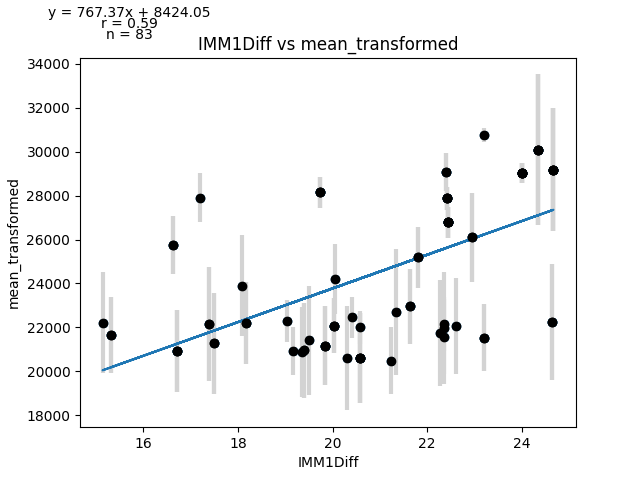 y = 767.37x + 8424.05
r = 0.59
n = 83
IMM1Diff vs mean_transformed
34000
32000
30000
28000
26000
24000
22000
20000
18000
mean_transformed
16
18
20
22
24
IMM1Diff